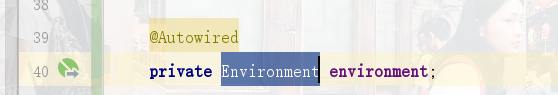 38
39 @Autowired
40 private Environment environment;